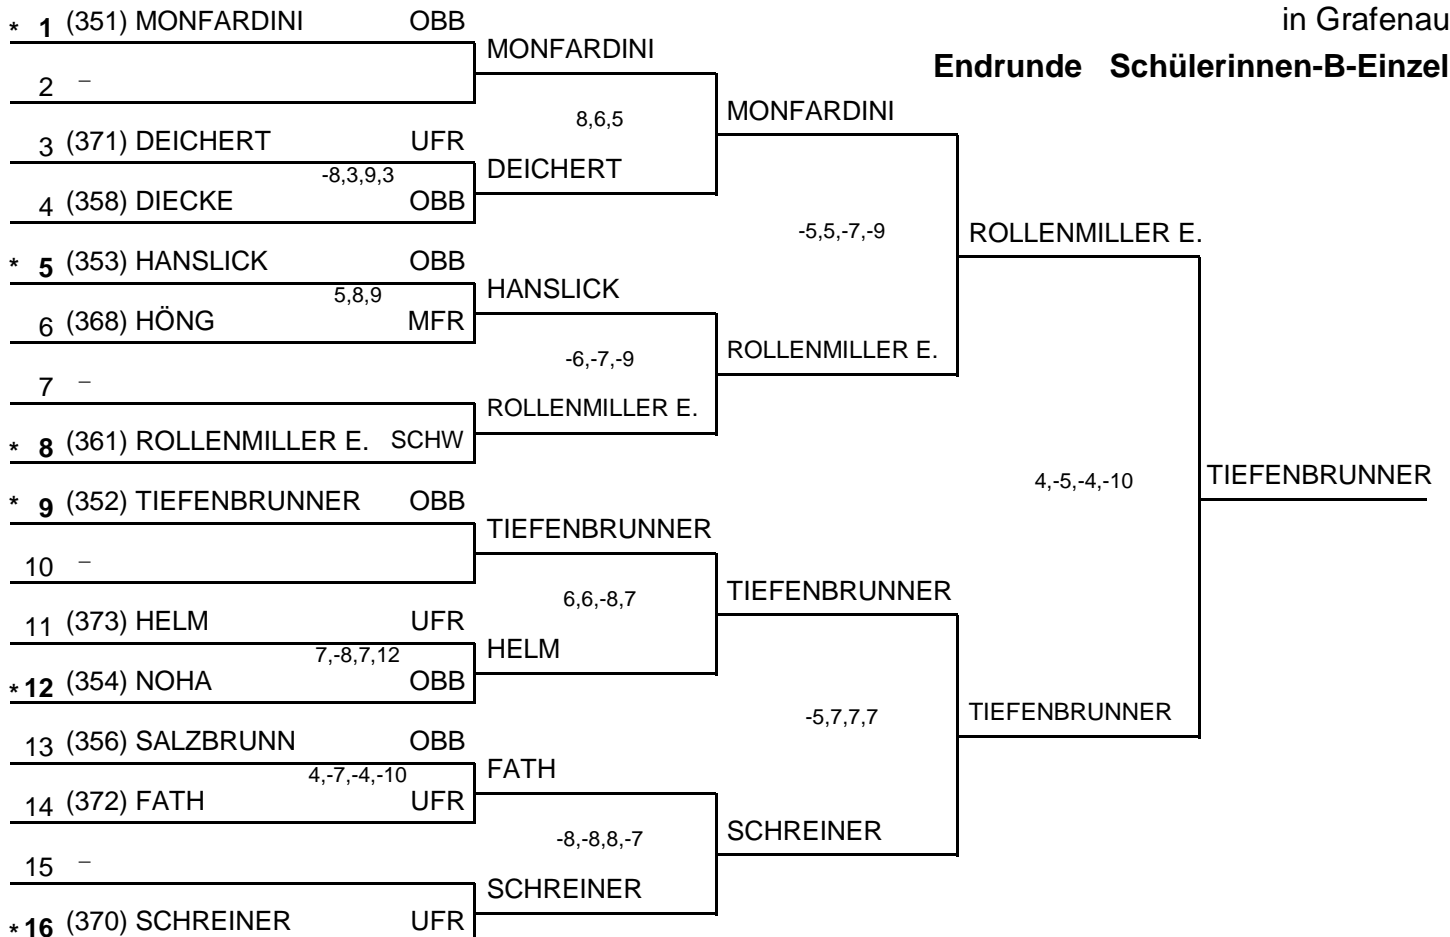 in Grafenau
Endrunde Schülerinnen-B-Einzel
* 1 (351) MONFARDINI OBB
MONFARDINI
2 –
8,6,5
MONFARDINI
3 (371) DEICHERT UFR
-8,3,9,3
DEICHERT
4 (358) DIECKE OBB
-5,5,-7,-9
ROLLENMILLER E.
* 5 (353) HANSLICK OBB
5,8,9
HANSLICK
6 (368) HÖNG MFR
-6,-7,-9
ROLLENMILLER E.
7 –
ROLLENMILLER E.
* 8 (361) ROLLENMILLER E. SCHW
4,-5,-4,-10
TIEFENBRUNNER
* 9 (352) TIEFENBRUNNER OBB
TIEFENBRUNNER
10 –
6,6,-8,7
TIEFENBRUNNER
11 (373) HELM UFR
7,-8,7,12
HELM
* 12 (354) NOHA OBB
-5,7,7,7
TIEFENBRUNNER
13 (356) SALZBRUNN OBB
4,-7,-4,-10
FATH
14 (372) FATH UFR
-8,-8,8,-7
SCHREINER
15 –
SCHREINER
* 16 (370) SCHREINER UFR